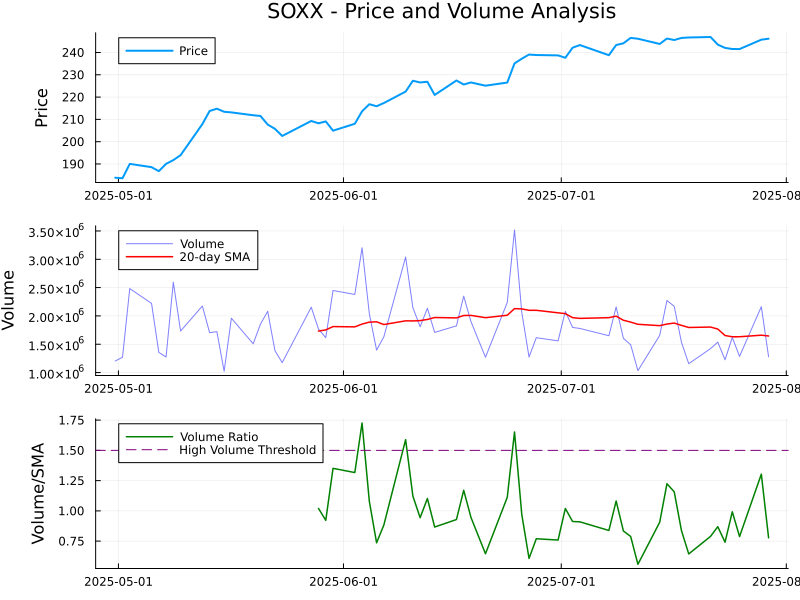 SOXX - Price and Volume Analysis
Price
Price
240
230
220
210
200
190
2025-05-01 2025-06-01 2025-07-01 2025-08
Volume
Volume
20-day SMA
3.50×10⁶
3.00×10⁶
2.50×10⁶
2.00×10⁶
1.50×10⁶
1.00×10⁶
2025-05-01 2025-06-01 2025-07-01 2025-08
Volume/SMA
Volume Ratio
High Volume Threshold
1.75
1.50
1.25
1.00
0.75
2025-05-01 2025-06-01 2025-07-01 2025-08